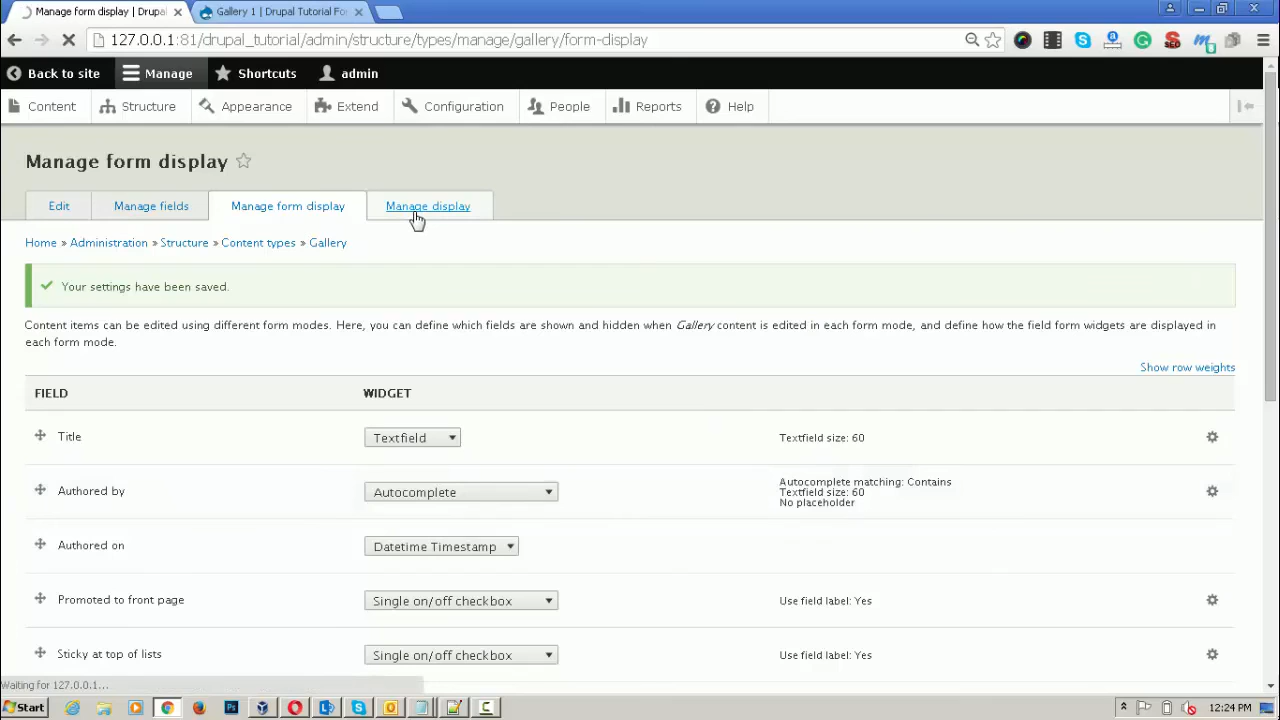 Manage form display | Drupa
Gallery 1 | Drupal Tutorial Fo
127.0.0.1:81/drupal_tutorial/admin/structure/types/manage/gallery/form-display
Back to site
Manage
Shortcuts
admin
Content
Structure
Appearance
Extend
Configuration
People
Reports
Help
Manage form display
Edit
Manage fields
Manage form display
Manage display
Home » Administration » Structure » Content types » Gallery
Your settings have been saved.
Content items can be edited using different form modes. Here, you can define which fields are shown and hidden when Gallery content is edited in each form mode, and define how the field form widgets are displayed in
each form mode.
Show row weights
FIELD
WIDGET
Title
Textfield
Textfield size: 60
Authored by
Autocomplete
Autocomplete matching: Contains
Textfield size: 60
No placeholder
Authored on
Datetime Timestamp
Promoted to front page
Single on/off checkbox
Use field label: Yes
Sticky at top of lists
Single on/off checkbox
Use field label: Yes
Waiting for 127.0.0.1...
Start
12:24 PM